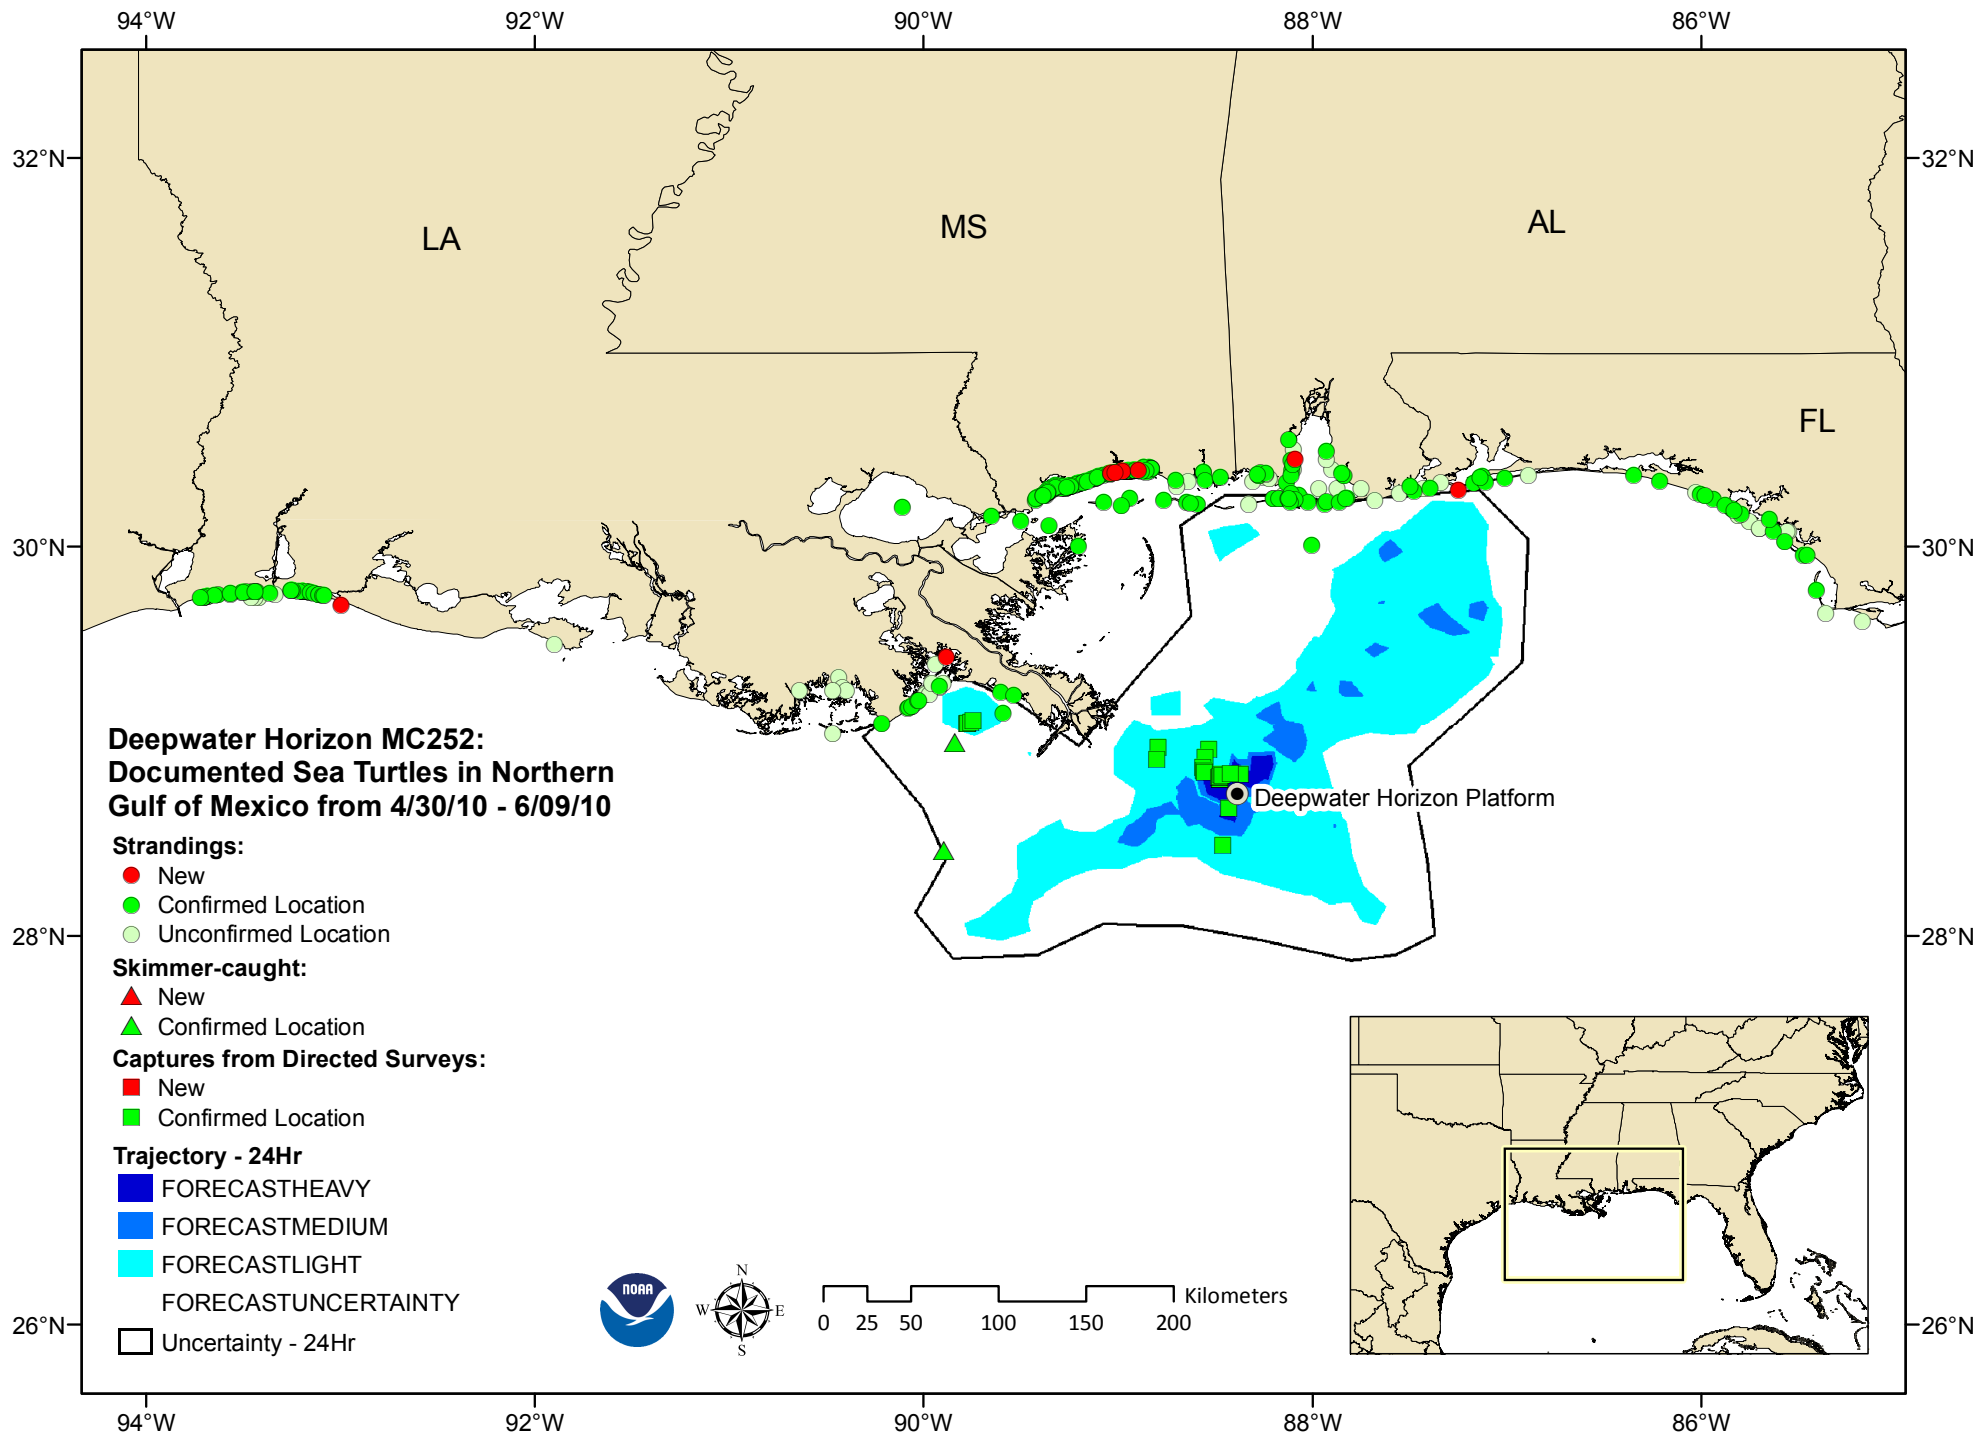 94°W 92°W 90°W 88°W 86°W
32°N 32°N
LA MS AL
FL
30°N 30°N
Deepwater Horizon MC252:
Documented Sea Turtles in Northern
Gulf of Mexico from 4/30/10 - 6/09/10
Deepwater Horizon Platform
Strandings:
New
Confirmed Location
Unconfirmed Location
28°N 28°N
Skimmer-caught:
New
Confirmed Location
Captures from Directed Surveys:
New
Confirmed Location
Trajectory - 24Hr
FORECASTHEAVY
FORECASTMEDIUM
FORECASTLIGHT
FORECASTUNCERTAINTY
Uncertainty - 24Hr
NOAA
N
W E
S
Kilometers
0 25 50 100 150 200
26°N 26°N
94°W 92°W 90°W 88°W 86°W